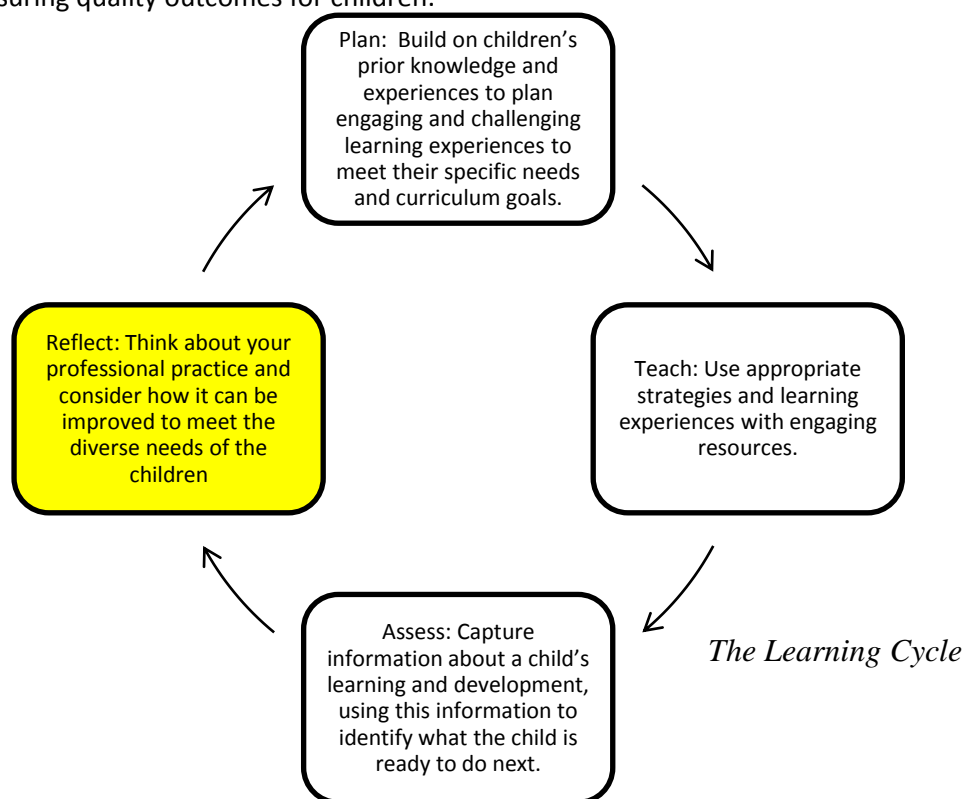 suring quality outcomes for children.
Plan:  Build on children's
prior knowledge and
experiences to plan
engaging and challenging
learning experiences to
meet their specific needs
and curriculum goals.
Teach: Use appropriate
strategies and learning
experiences with engaging
resources.
Assess: Capture
information about a child's
learning and development,
using this information to
identify what the child is
ready to do next.
Reflect: Think about your
professional practice and
consider how it can be
improved to meet the
diverse needs of the
children
The Learning Cycle